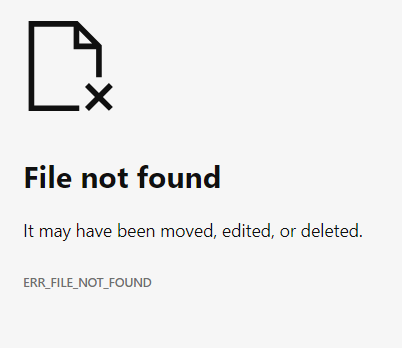 File not found
It may have been moved, edited, or deleted.
ERR_FILE_NOT_FOUND